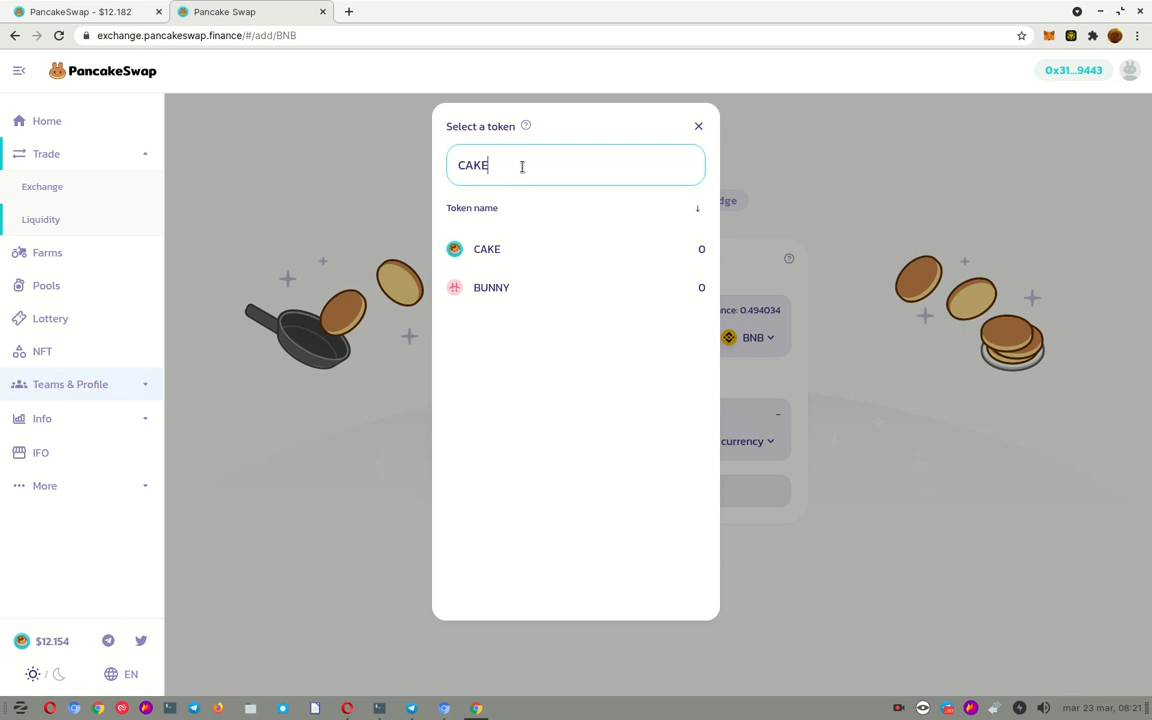 PancakeSwap - $12.182
Pancake Swap
exchange.pancakeswap.finance/#/add/BNB
PancakeSwap
0x31...9443
Home
Trade
Exchange
Liquidity
Farms
Pools
Lottery
NFT
Teams & Profile
Info
IFO
More
$12.154
EN
Select a token
CAKE
Token name
CAKE 0
BUNNY 0
dge
nce: 0.494034
BNB
-
currency
mar 23 mar, 08:21